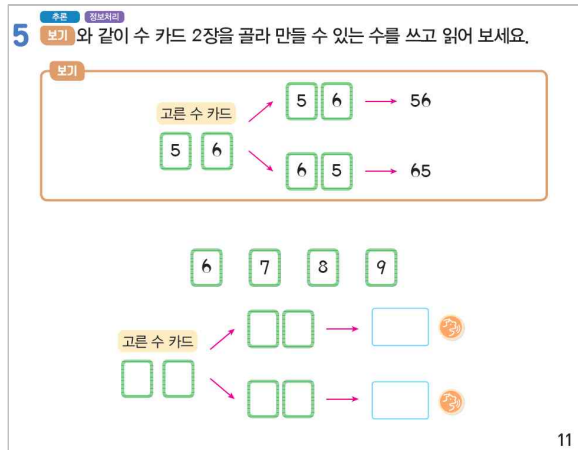 추론 정보처리
5 보기 와 같이 수 카드 2장을 골라 만들 수 있는 수를 쓰고 읽어 보세요.
보기
고른 수 카드
5 6
5 6 56
6 5 65
6 7 8 9
고른 수 카드
11